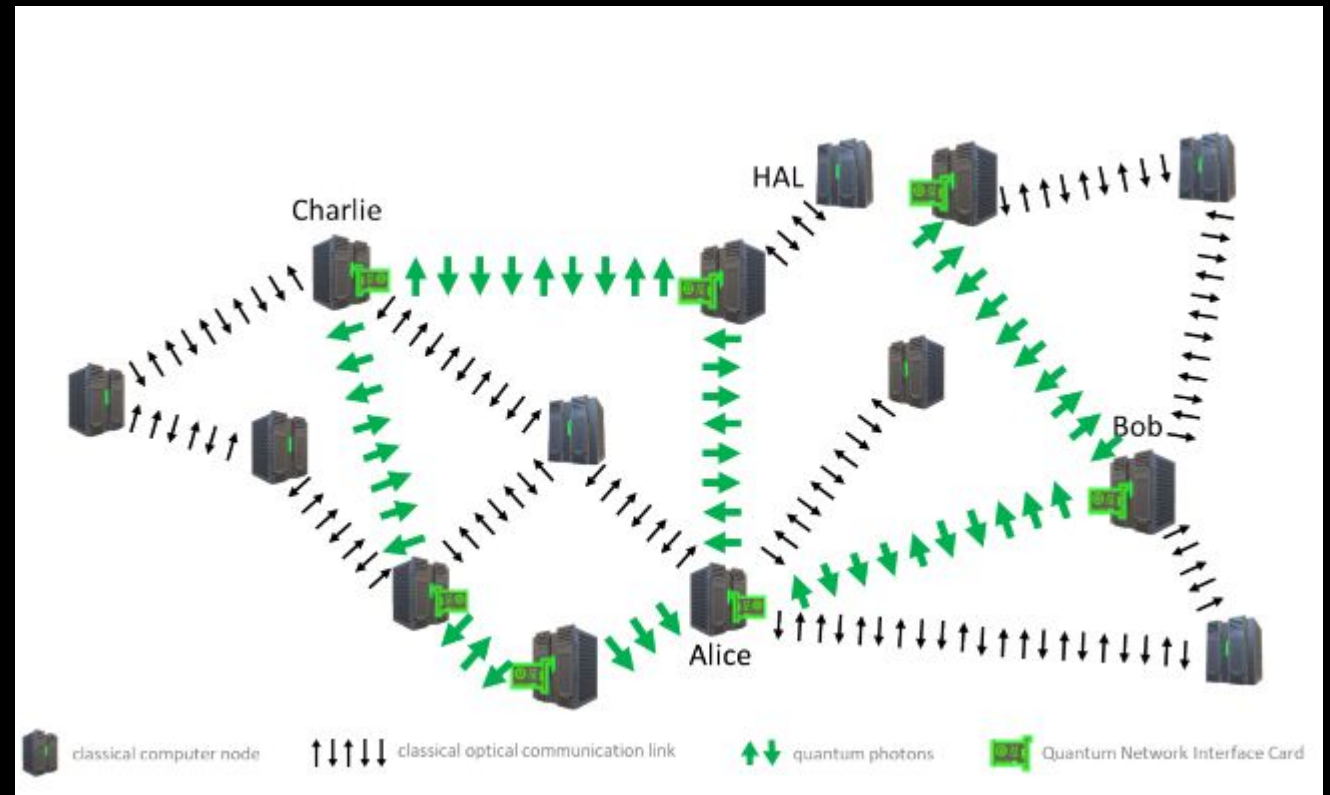 HAL
Charlie
Bob
Alice
classical computer node
classical optical communication link
quantum photons
Quantum Network Interface Card